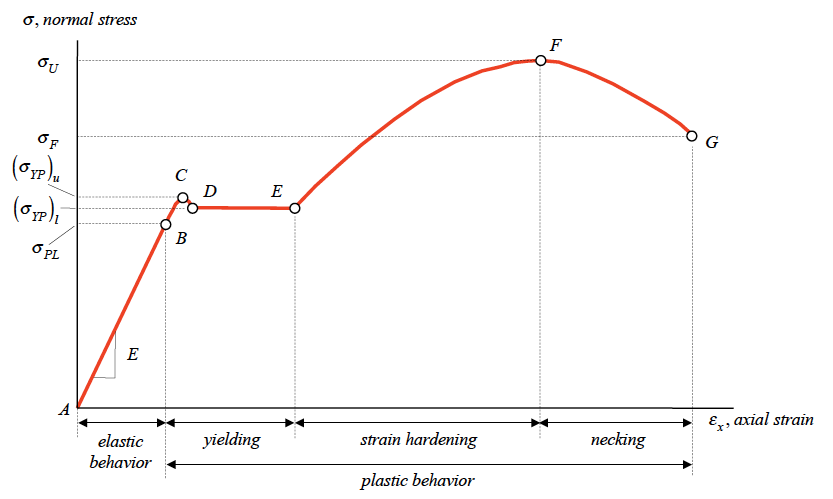 σ, normal stress
F
σ_U
σ_F
G
(σ_YP)_u
C
D
E
(σ_YP)_l
B
σ_PL
E
A
ε_x, axial strain
elastic
behavior
yielding
strain hardening
necking
plastic behavior